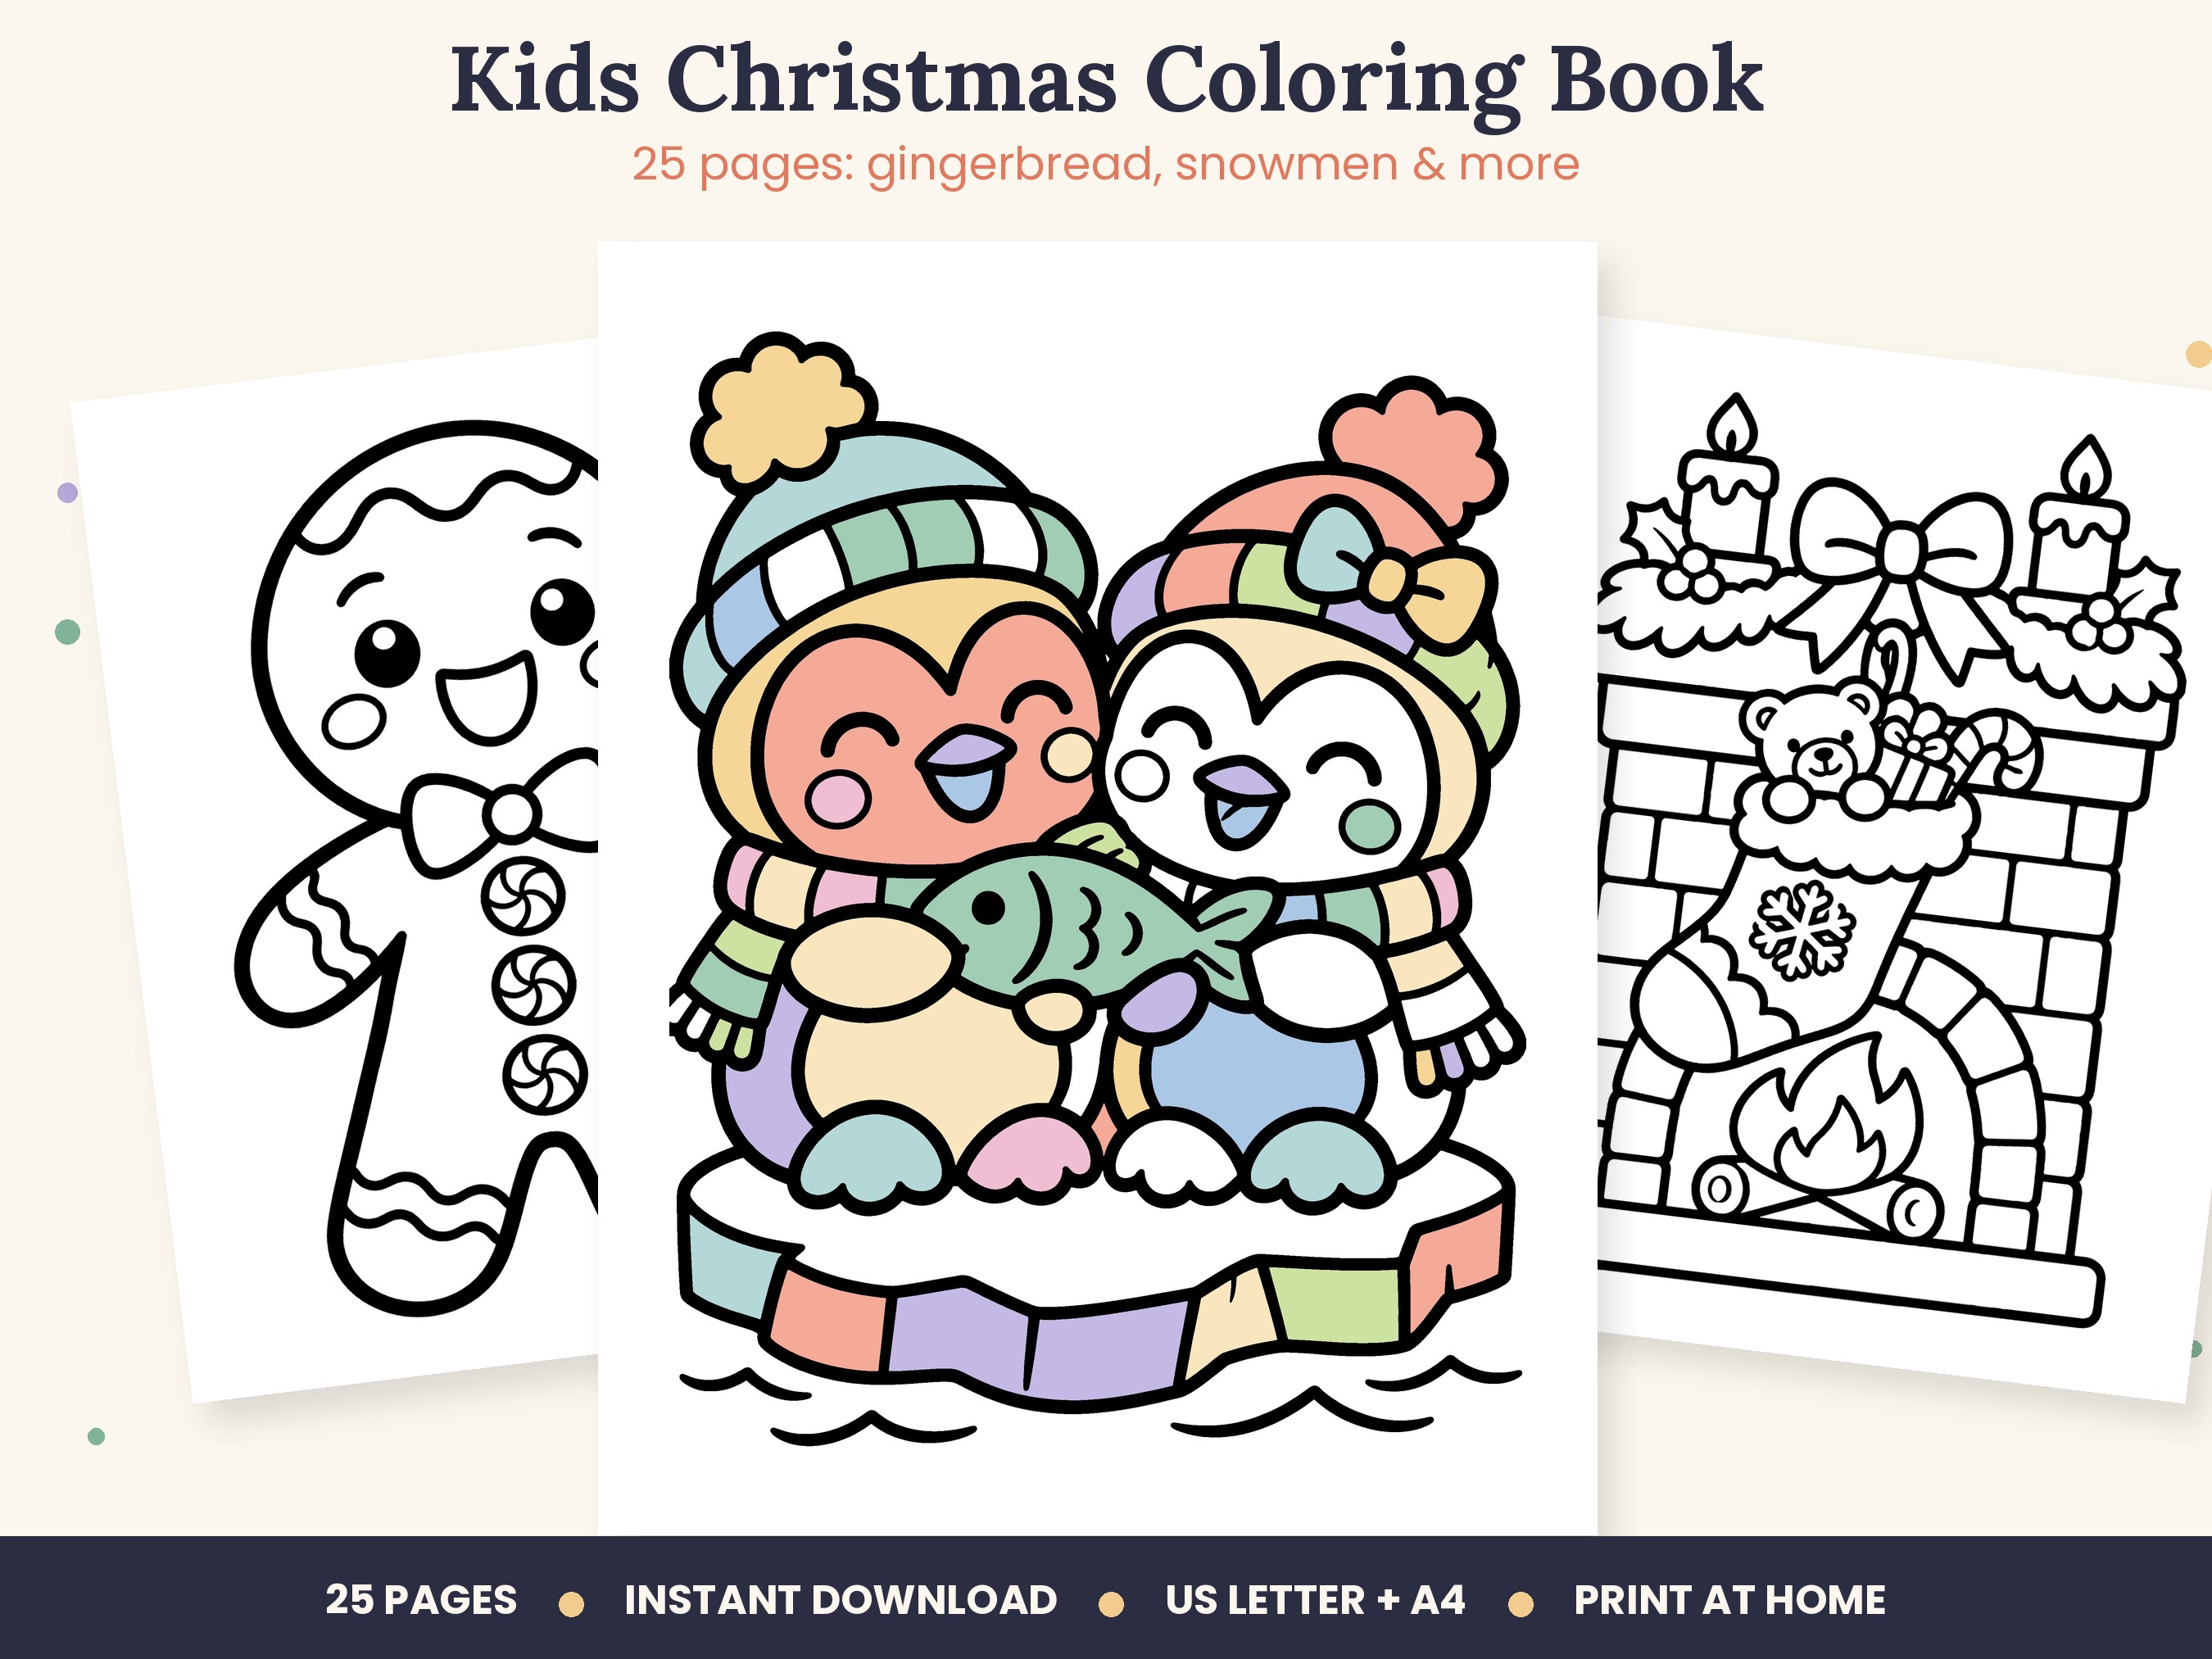 Kids Christmas Coloring Book
25 pages: gingerbread, snowmen & more
25 PAGES ● INSTANT DOWNLOAD ● US LETTER + A4 ● PRINT AT HOME